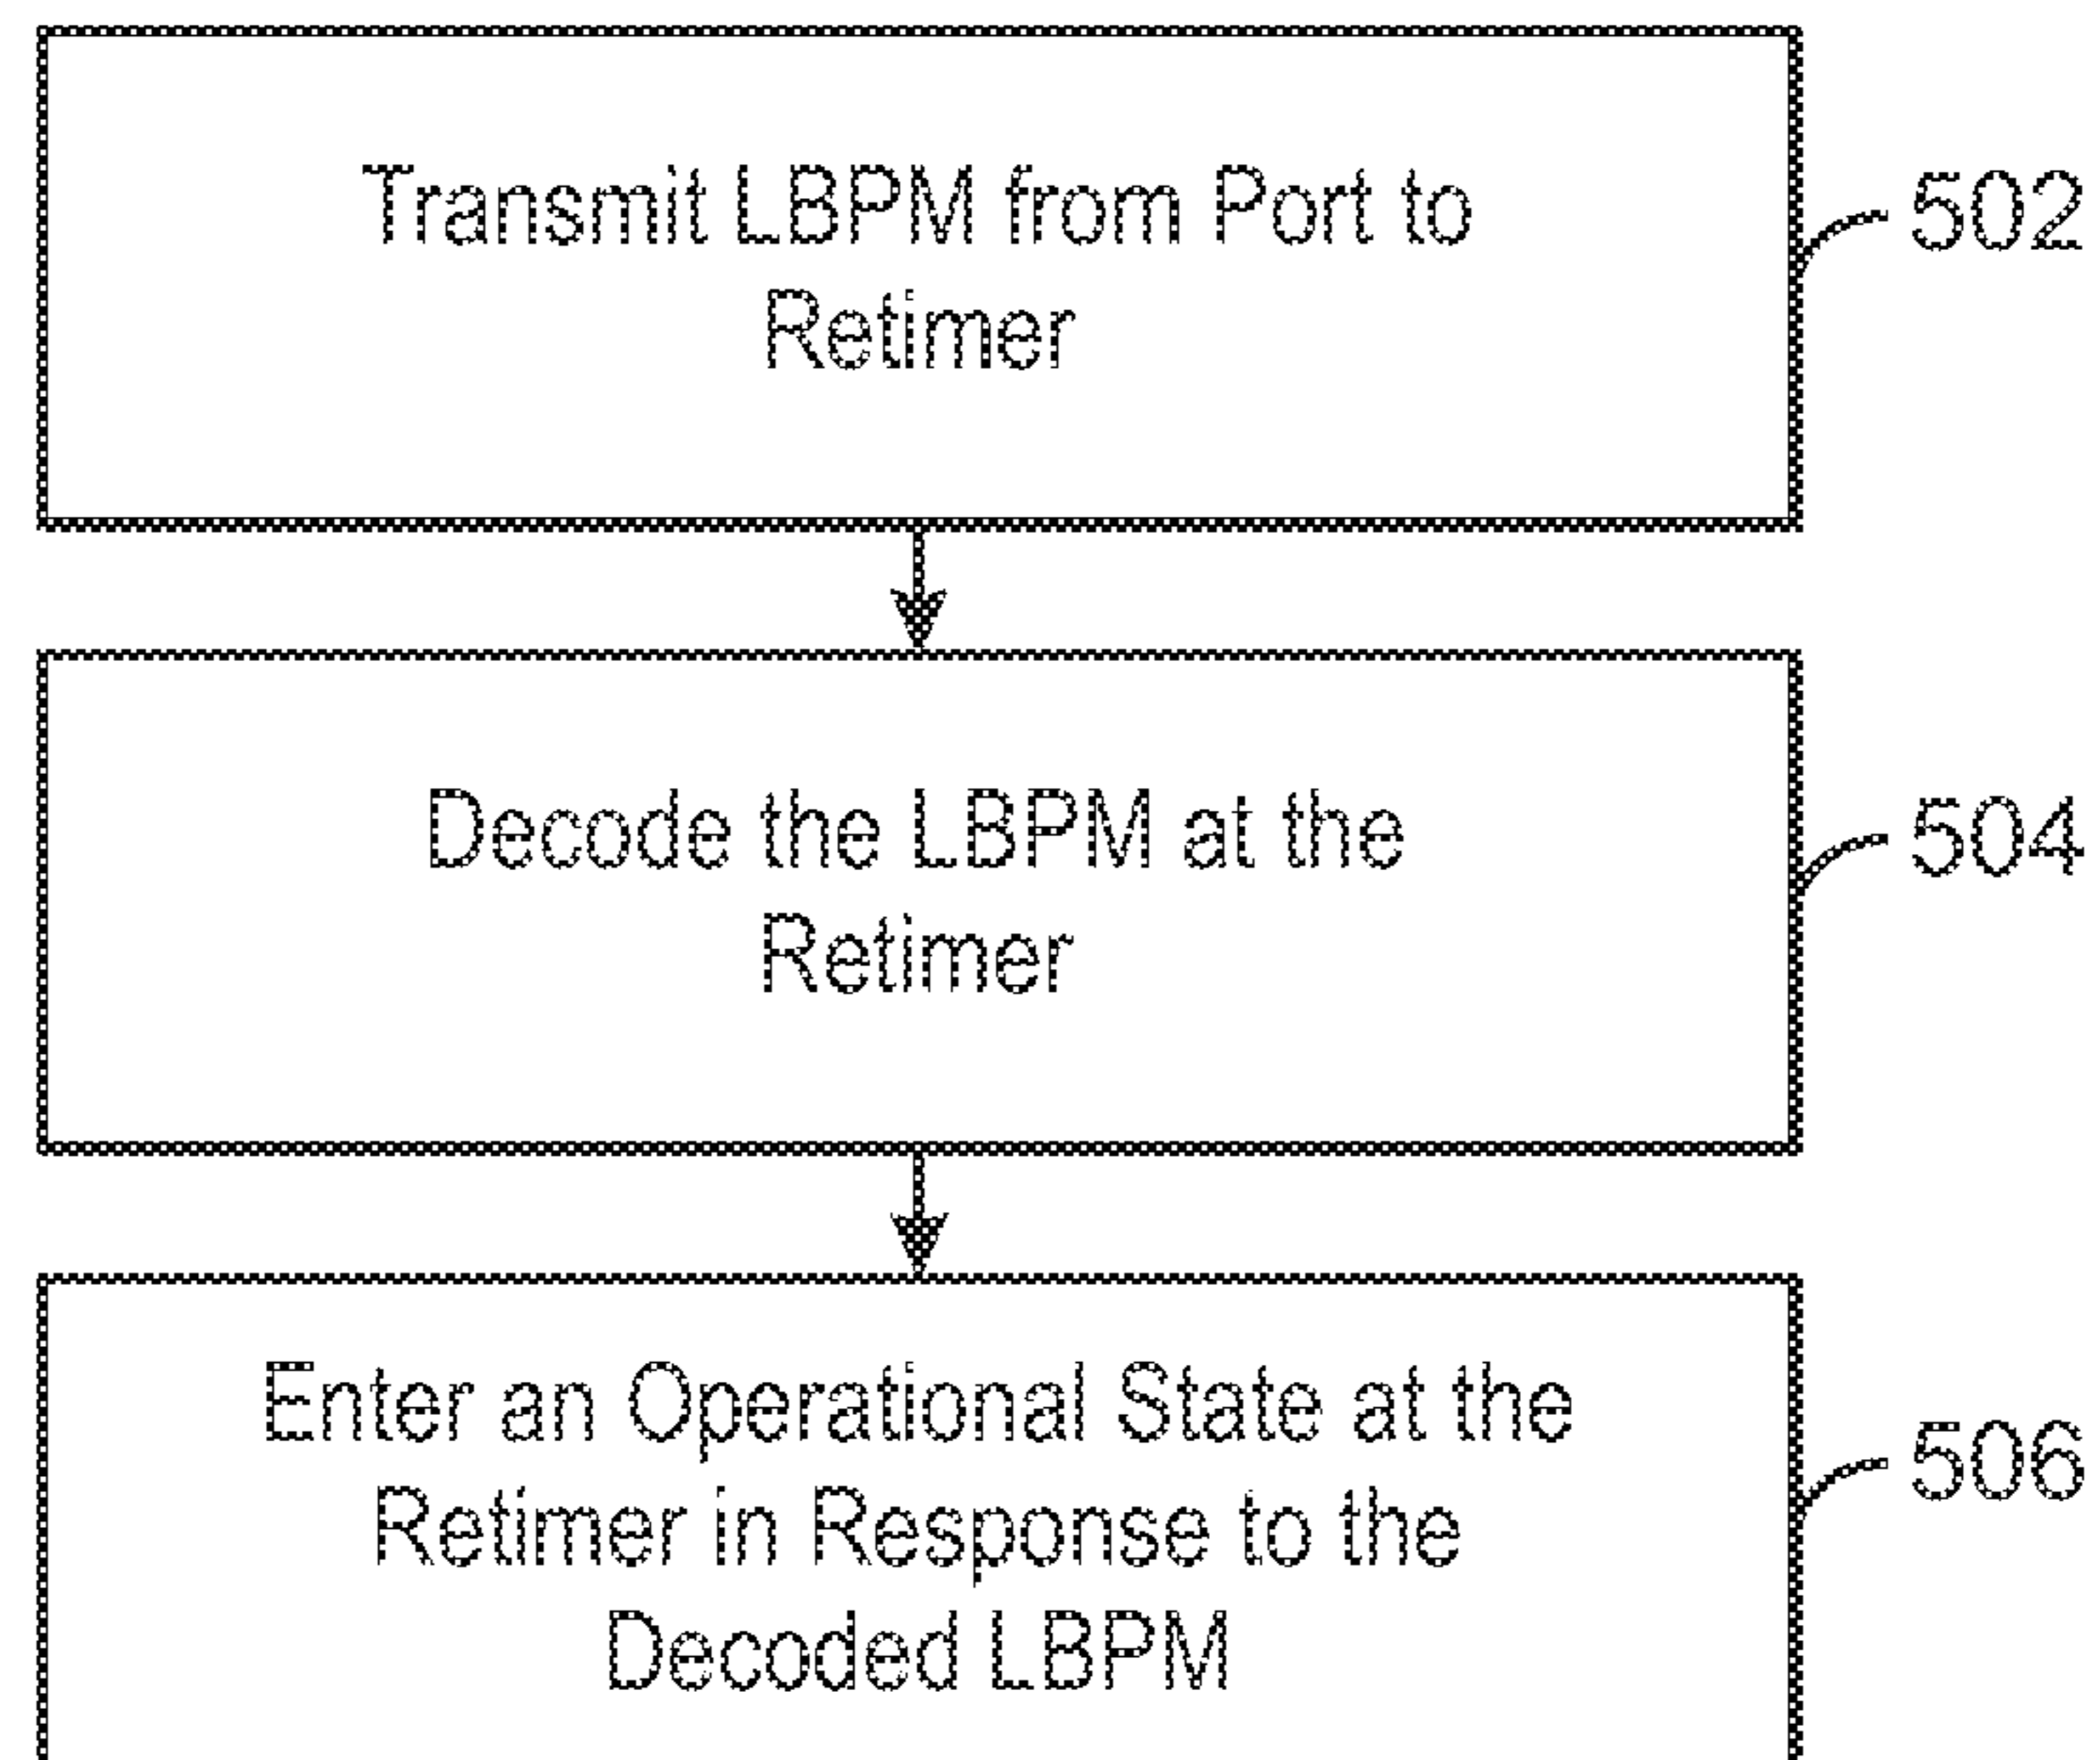 Transmit LBPM from Port to
Retimer
502
Decode the LBPM at the
Retimer
504
Enter an Operational State at the
Retimer in Response to the
Decoded LBPM
506